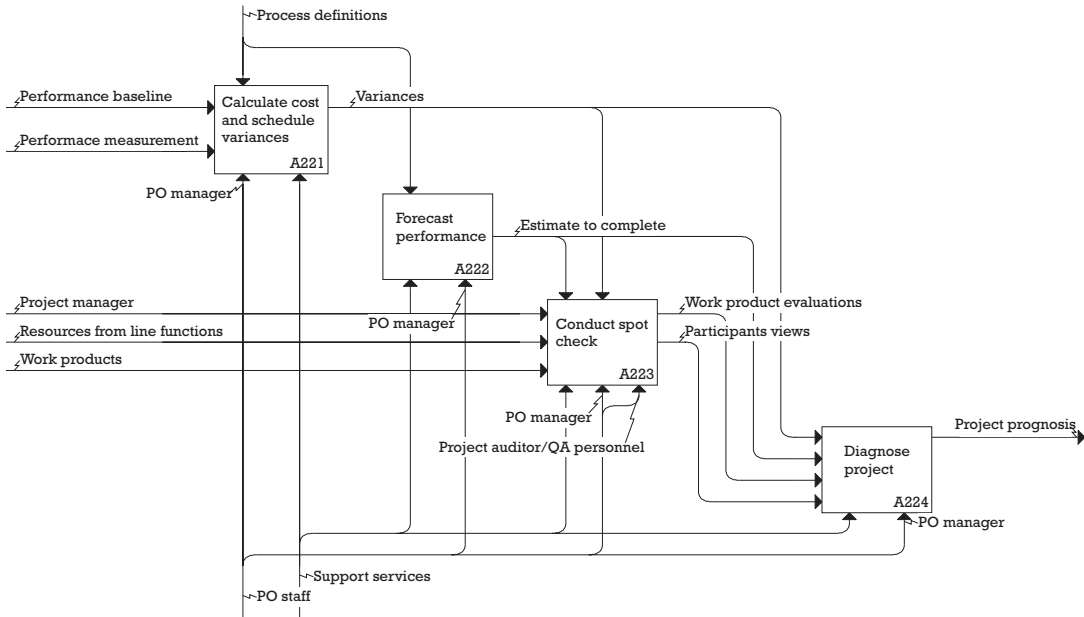 Process definitions
Performance baseline
Calculate cost
and schedule
variances
A221
Variances
Performace measurement
PO manager
Forecast
performance
A222
Estimate to complete
PO manager
Project manager
Resources from line functions
Work products
Conduct spot
check
A223
Work product evaluations
Participants views
PO manager
Project auditor/QA personnel
Diagnose
project
A224
Project prognosis
PO manager
Support services
PO staff